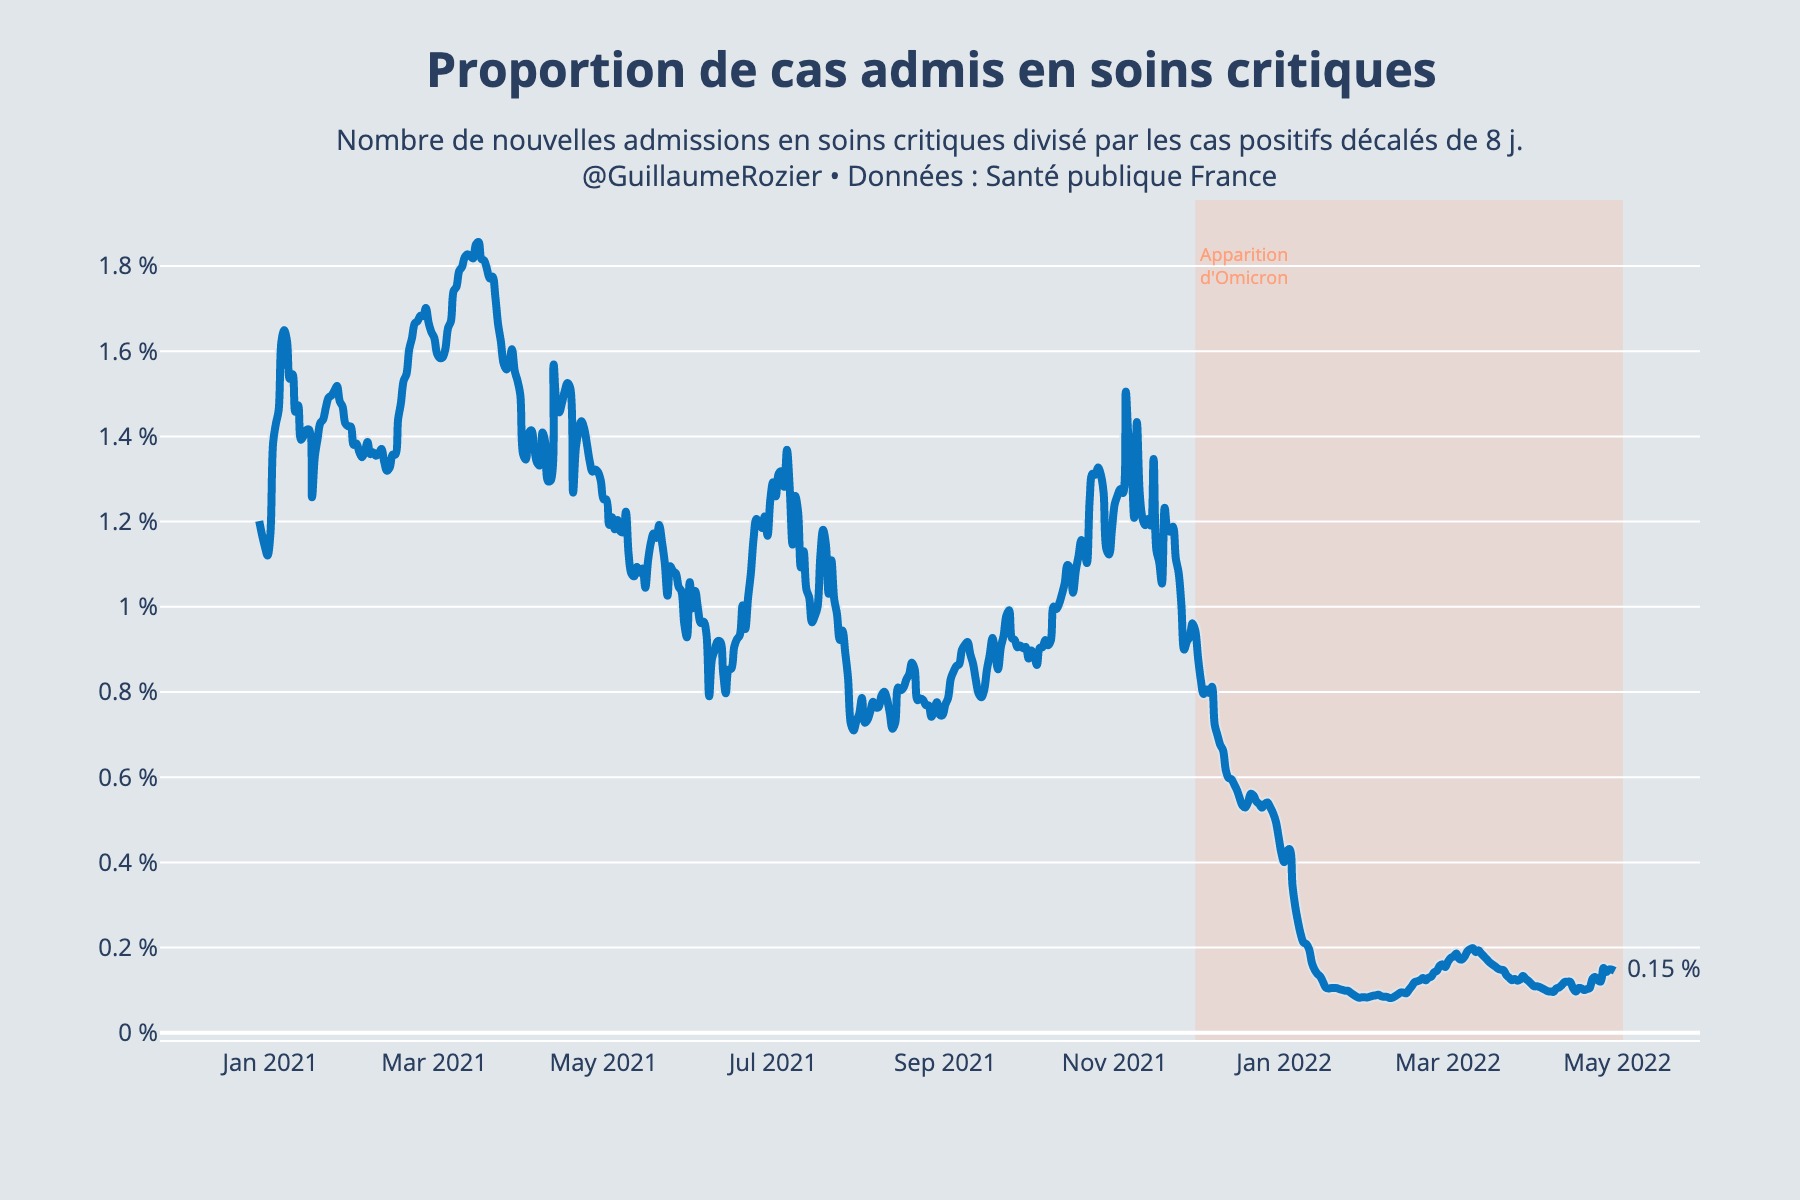 Proportion de cas admis en soins critiques
Nombre de nouvelles admissions en soins critiques divisé par les cas positifs décalés de 8 j.
@GuillaumeRozier • Données : Santé publique France
Apparition
d'Omicron
1.8 %
1.6 %
1.4 %
1.2 %
1 %
0.8 %
0.6 %
0.4 %
0.2 %
0.15 %
0 %
Jan 2021 Mar 2021 May 2021 Jul 2021 Sep 2021 Nov 2021 Jan 2022 Mar 2022 May 2022